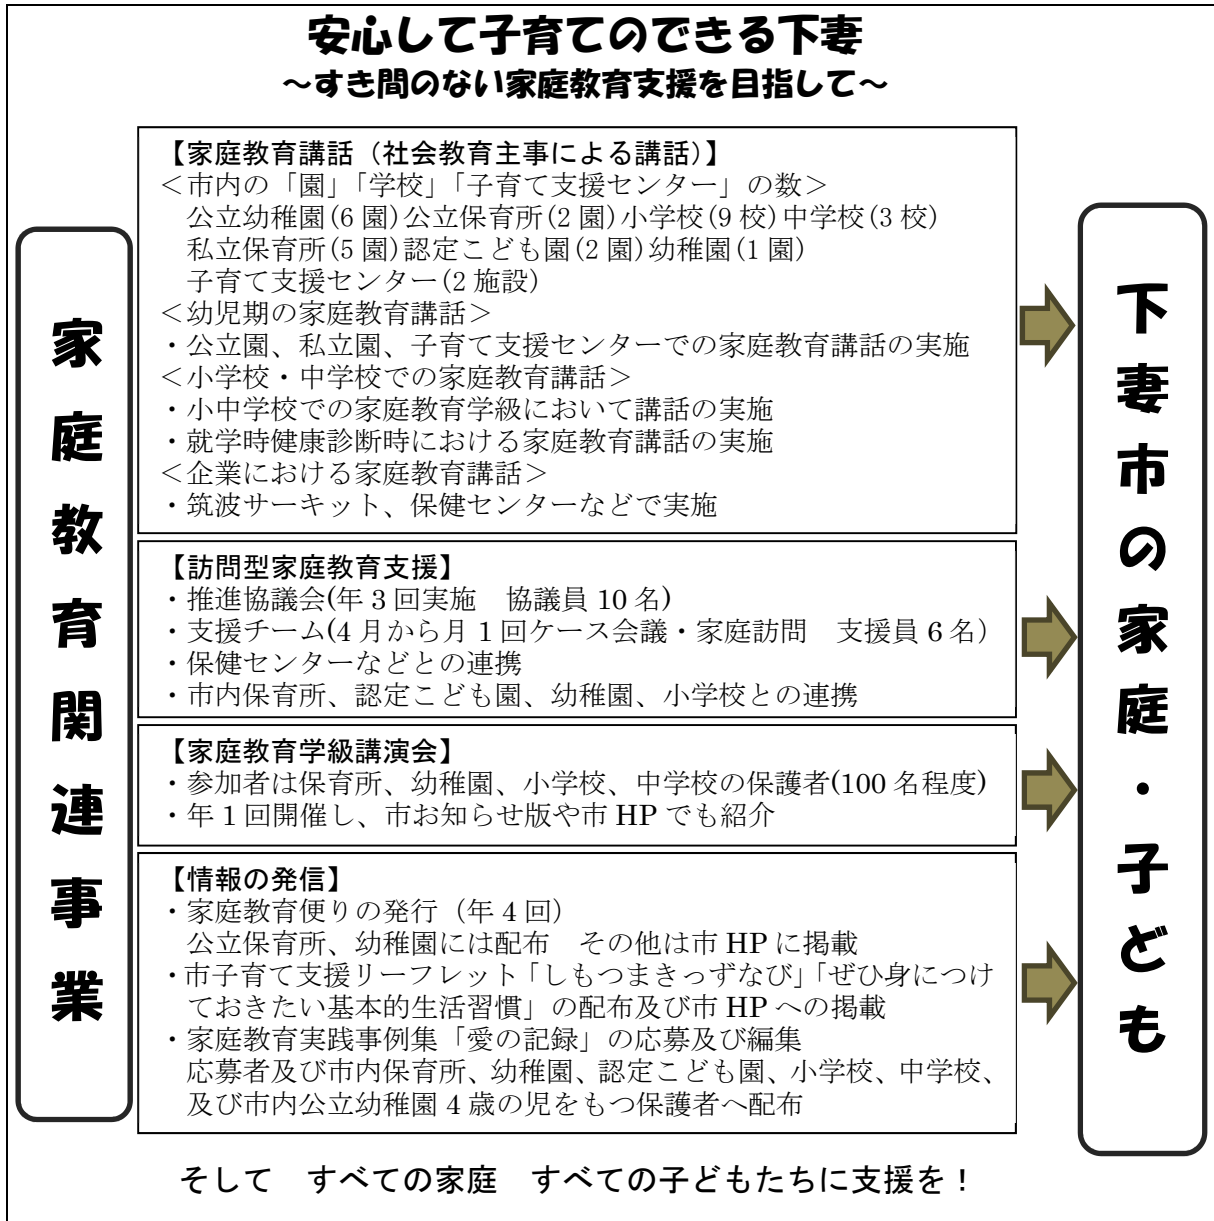 安心して子育てのできる下妻
～すき間のない家庭教育支援を目指して～
家庭教育関連事業
【家庭教育講話（社会教育主事による講話）】
＜市内の「園」「学校」「子育て支援センター」の数＞
公立幼稚園(6 園)公立保育所(2 園)小学校(9 校)中学校(3 校)
私立保育所(5 園)認定こども園(2 園)幼稚園(1 園)
子育て支援センター(2 施設)
＜幼児期の家庭教育講話＞
・公立園、私立園、子育て支援センターでの家庭教育講話の実施
＜小学校・中学校での家庭教育講話＞
・小中学校での家庭教育学級において講話の実施
・就学時健康診断時における家庭教育講話の実施
＜企業における家庭教育講話＞
・筑波サーキット、保健センターなどで実施
【訪問型家庭教育支援】
・推進協議会(年 3 回実施　協議員 10 名)
・支援チーム(4 月から月 1 回ケース会議・家庭訪問　支援員 6 名)
・保健センターなどとの連携
・市内保育所、認定こども園、幼稚園、小学校との連携
【家庭教育学級講演会】
・参加者は保育所、幼稚園、小学校、中学校の保護者(100 名程度)
・年 1 回開催し、市お知らせ版や市 HP でも紹介
【情報の発信】
・家庭教育便りの発行（年 4 回）
公立保育所、幼稚園には配布　その他は市 HP に掲載
・市子育て支援リーフレット「しもつまきっずなび」「ぜひ身につけ
ておきたい基本的生活習慣」の配布及び市 HP への掲載
・家庭教育実践事例集「愛の記録」の応募及び編集
応募者及び市内保育所、幼稚園、認定こども園、小学校、中学校、
及び市内公立幼稚園 4 歳の児をもつ保護者へ配布
下妻市の家庭・子ども
そして　すべての家庭　すべての子どもたちに支援を！